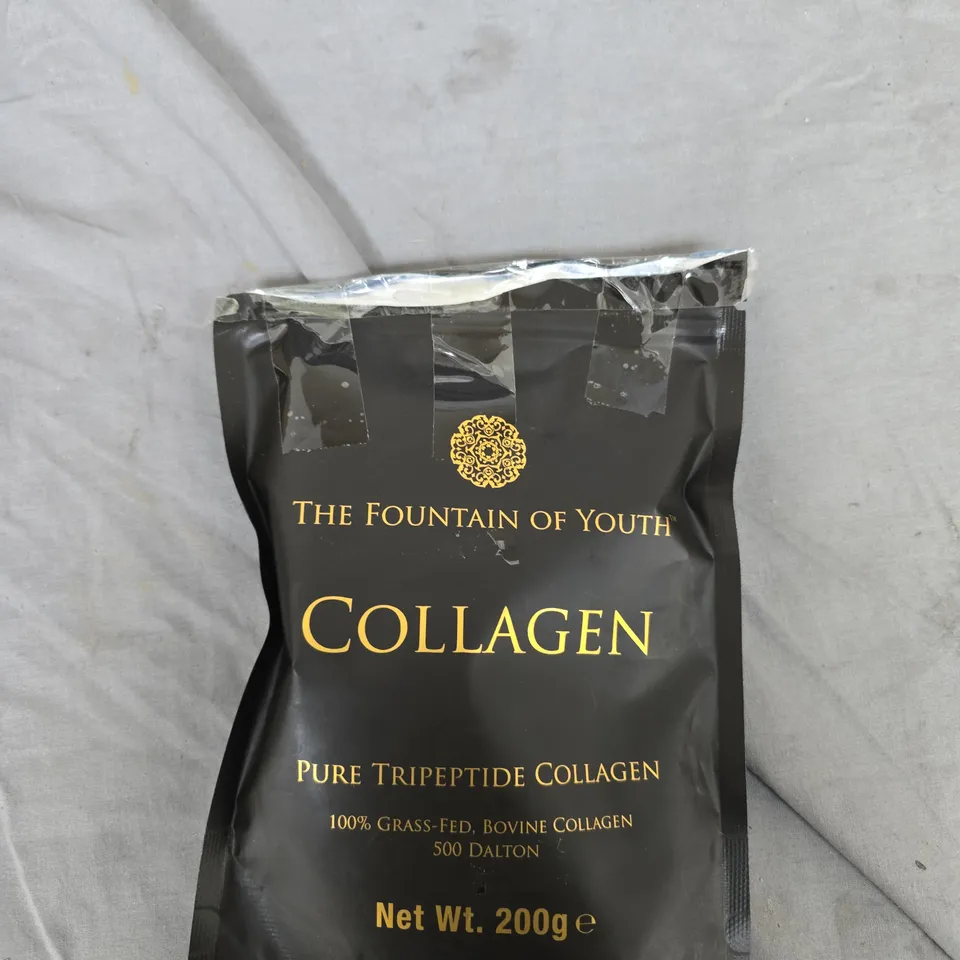 THE FOUNTAIN OF YOUTH™
COLLAGEN
PURE TRIPEPTIDE COLLAGEN
100% GRASS-FED, BOVINE COLLAGEN
500 DALTON
Net Wt. 200g ℮